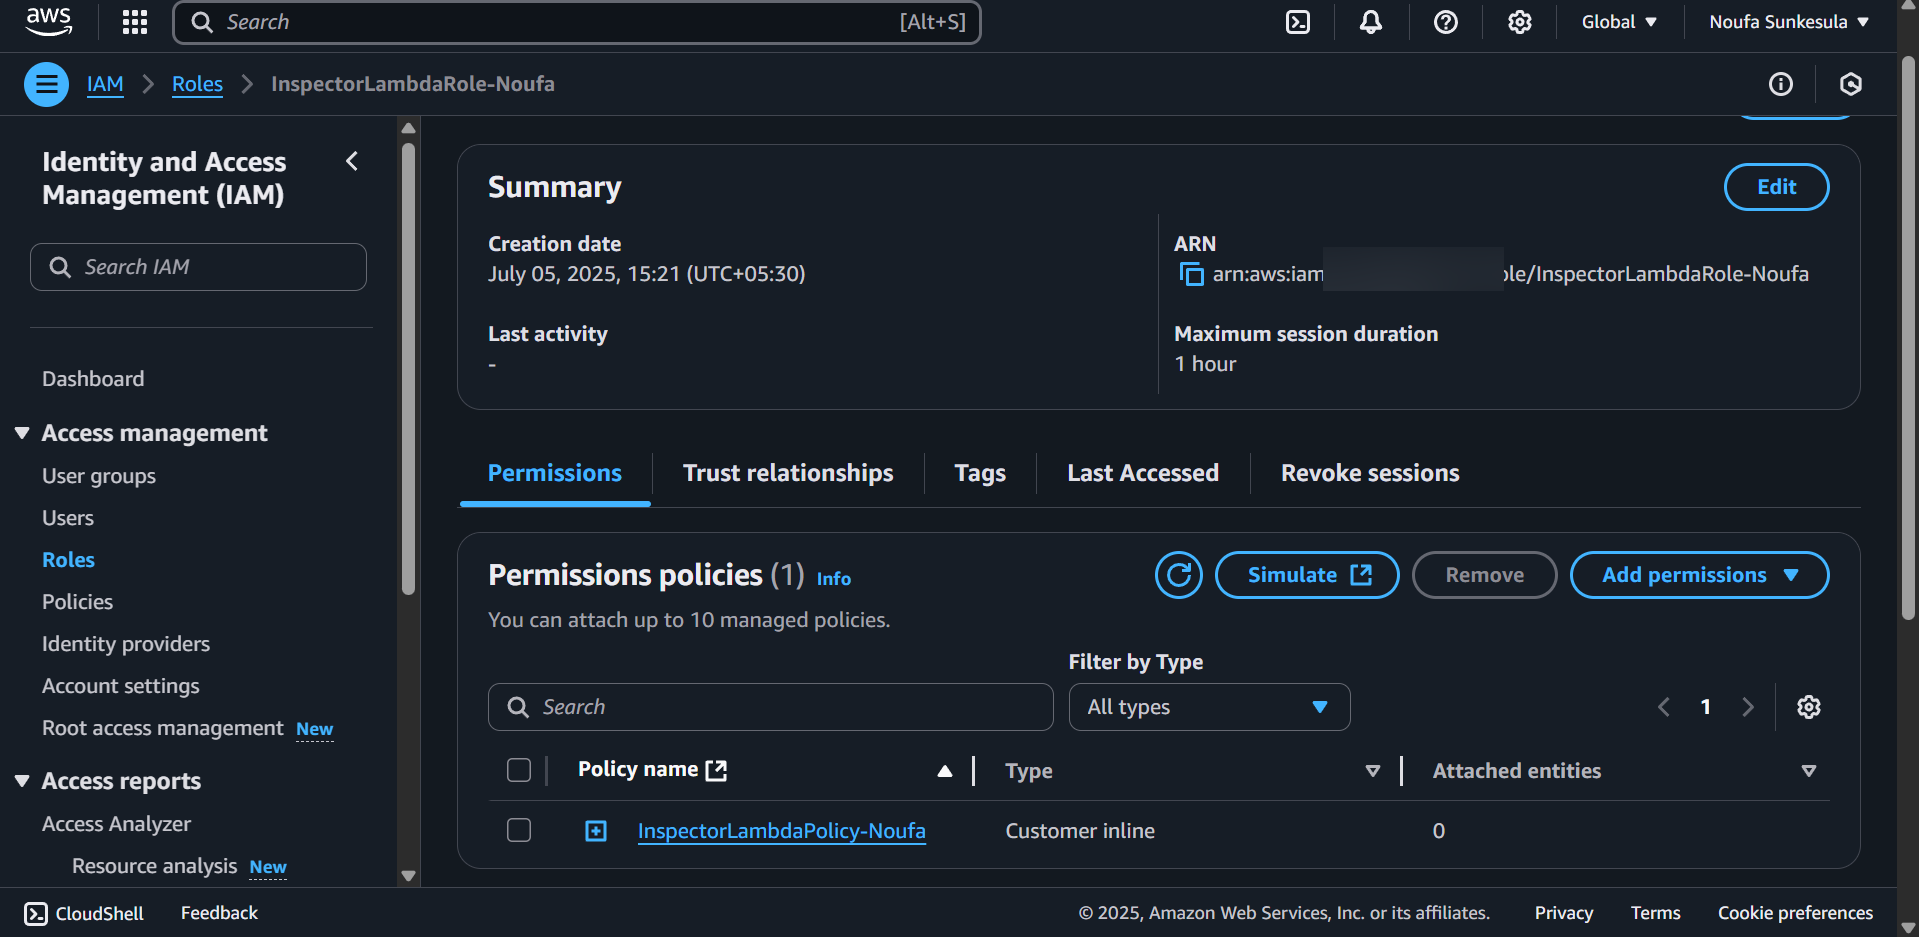 aws
Search [Alt+S]
Global
Noufa Sunkesula
IAM
Roles
InspectorLambdaRole-Noufa
Identity and Access
Management (IAM)
Search IAM
Dashboard
Access management
User groups
Users
Roles
Policies
Identity providers
Account settings
Root access management New
Access reports
Access Analyzer
Resource analysis New
Summary
Edit
Creation date
July 05, 2025, 15:21 (UTC+05:30)
ARN
arn:aws:iam ole/InspectorLambdaRole-Noufa
Last activity
-
Maximum session duration
1 hour
Permissions
Trust relationships
Tags
Last Accessed
Revoke sessions
Permissions policies (1) Info
Simulate
Remove
Add permissions
You can attach up to 10 managed policies.
Filter by Type
Search
All types
1
Policy name
Type
Attached entities
InspectorLambdaPolicy-Noufa
Customer inline
0
CloudShell
Feedback
© 2025, Amazon Web Services, Inc. or its affiliates.
Privacy
Terms
Cookie preferences